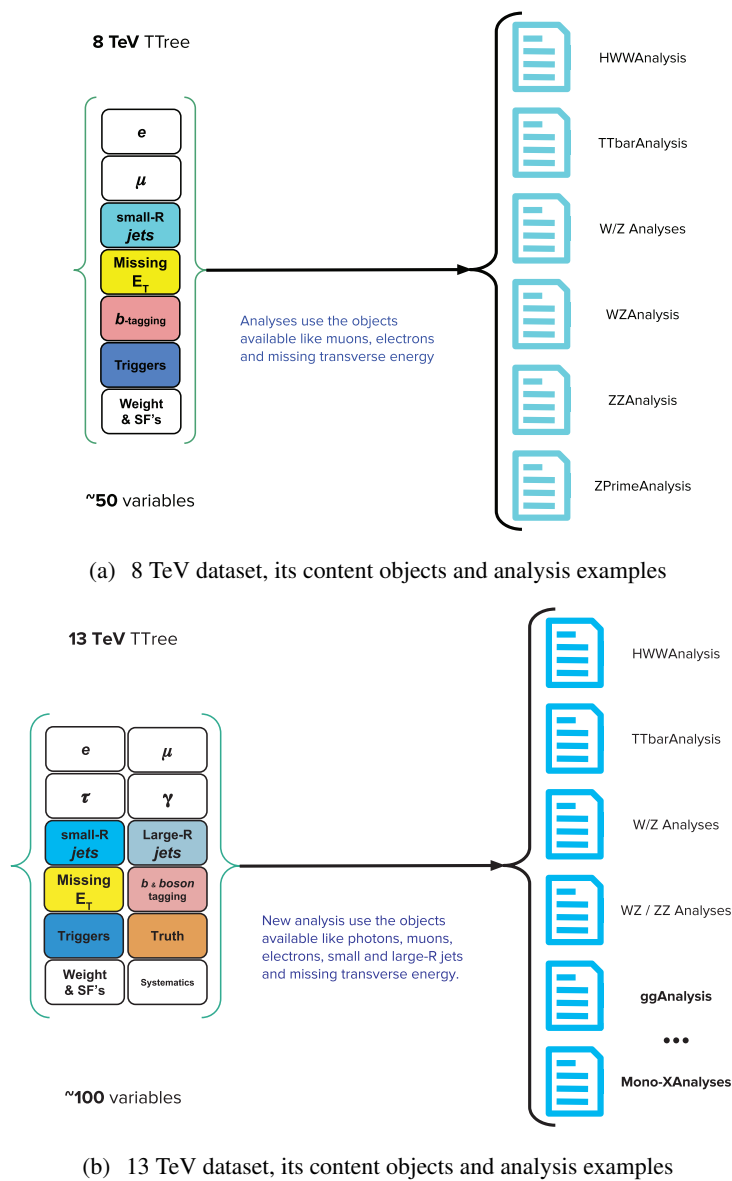 8 TeV TTree
e
μ
small-R
jets
Missing
E_T
b-tagging
Triggers
Weight
& SF's
~50 variables
Analyses use the objects
available like muons, electrons
and missing transverse energy
HWWAnalysis
TTbarAnalysis
W/Z Analyses
WZAnalysis
ZZAnalysis
ZPrimeAnalysis
(a) 8 TeV dataset, its content objects and analysis examples
13 TeV TTree
e
μ
τ
γ
small-R
jets
Large-R
jets
Missing
E_T
b & boson
tagging
Triggers
Truth
Weight
& SF's
Systematics
~100 variables
New analysis use the objects
available like photons, muons,
electrons, small and large-R jets
and missing transverse energy.
HWWAnalysis
TTbarAnalysis
W/Z Analyses
WZ / ZZ Analyses
ggAnalysis
•••
Mono-XAnalyses
(b) 13 TeV dataset, its content objects and analysis examples